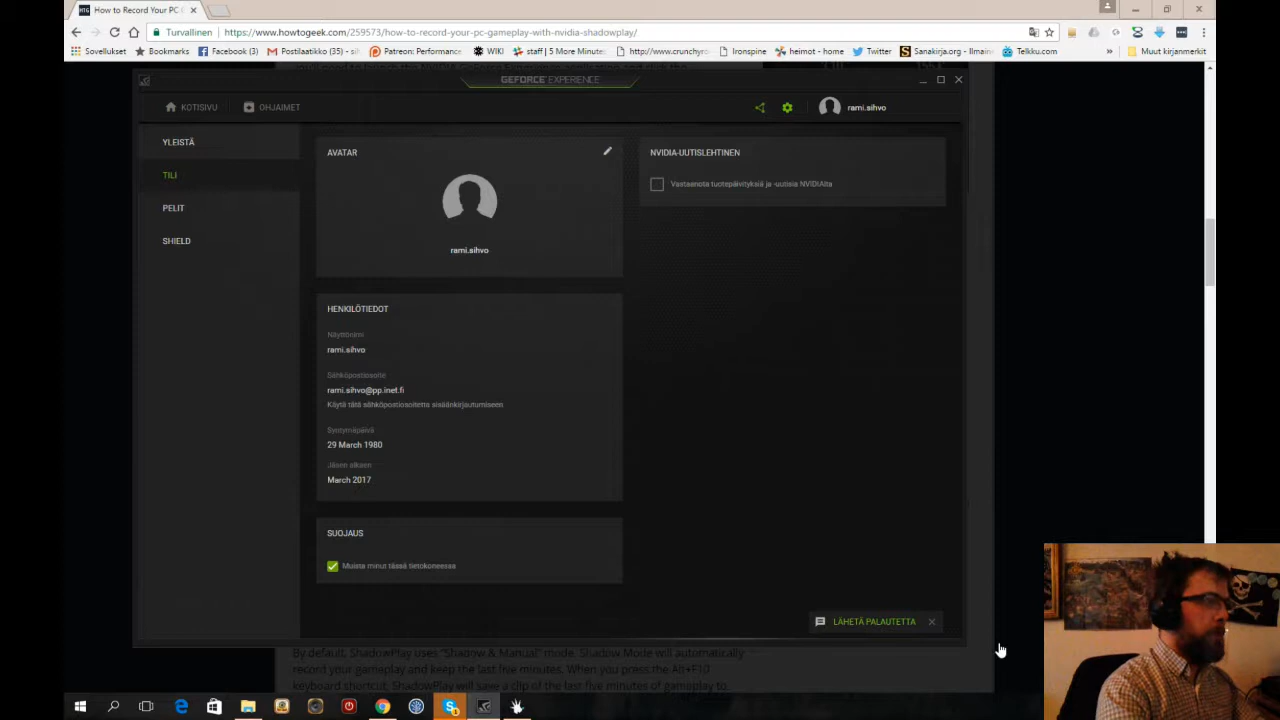 How to Record Your PC
Turvallinen
https://www.howtogeek.com/259573/how-to-record-your-pc-gameplay-with-nvidia-shadowplay/
Sovellukset
Bookmarks
Facebook (3)
Postilaatikko (35) - si
Patreon: Performance
WIKI
staff | 5 More Minute
http://www.crunchyro
Ironspine
heimot - home
Twitter
Sanakirja.org - Ilmain
Telkku.com
»
Muut kirjanmerkit
GEFORCE EXPERIENCE
KOTISIVU
OHJAIMET
rami.sihvo
YLEISTÄ
TILI
PELIT
SHIELD
AVATAR
rami.sihvo
NVIDIA-UUTISLEHTINEN
Vastaanota tuotepäivityksiä ja -uutisia NVIDIAlta
HENKILÖTIEDOT
Näyttönimi
rami.sihvo
Sähköpostiosoite
rami.sihvo@pp.inet.fi
Käytä tätä sähköpostiosoitetta sisäänkirjautumiseen
Syntymäpäivä
29 March 1980
Jäsen alkaen
March 2017
SUOJAUS
Muista minut tässä tietokoneessa
LÄHETÄ PALAUTETTA
By default, ShadowPlay uses "Shadow & Manual" mode. Shadow Mode will automatically
record your gameplay and keep the last five minutes. When you press the Alt+F10
keyboard shortcut, ShadowPlay will saw a clip of the last five minutes of gameplay to